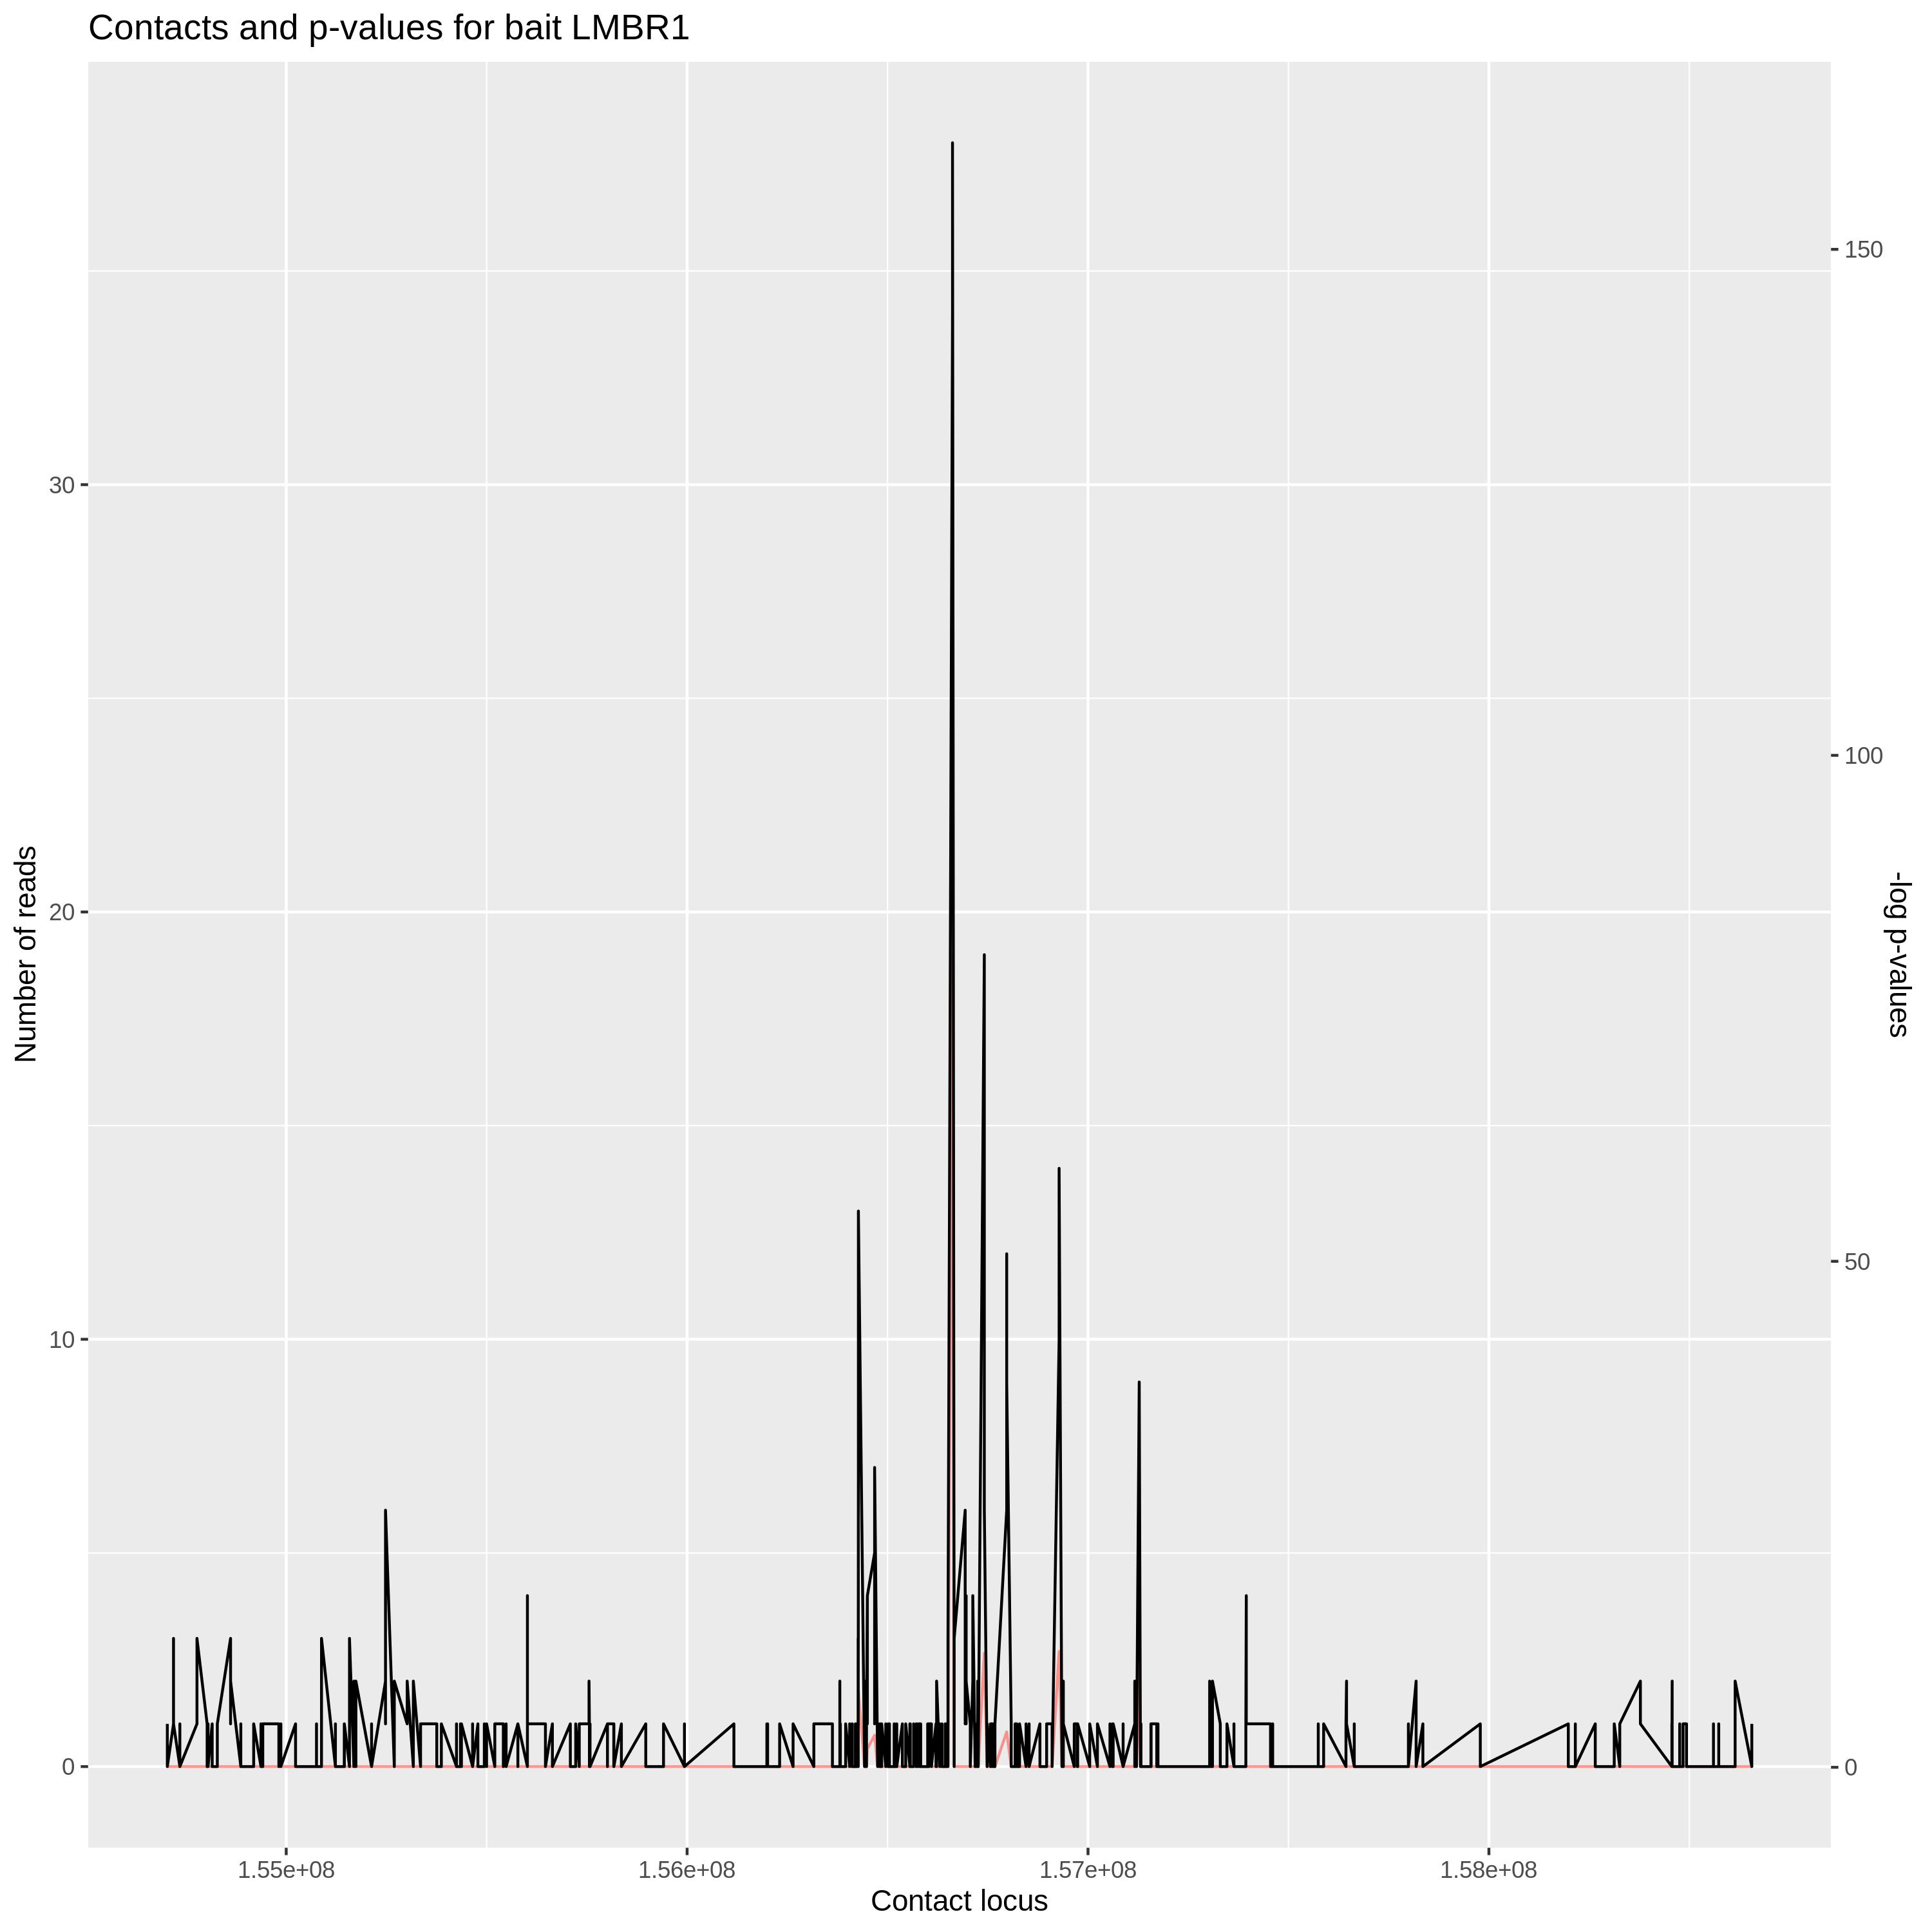 Contacts and p-values for bait LMBR1
Number of reads
30
20
10
0
150
100
50
0
-log p-values
1.55e+08 1.56e+08 1.57e+08 1.58e+08
Contact locus